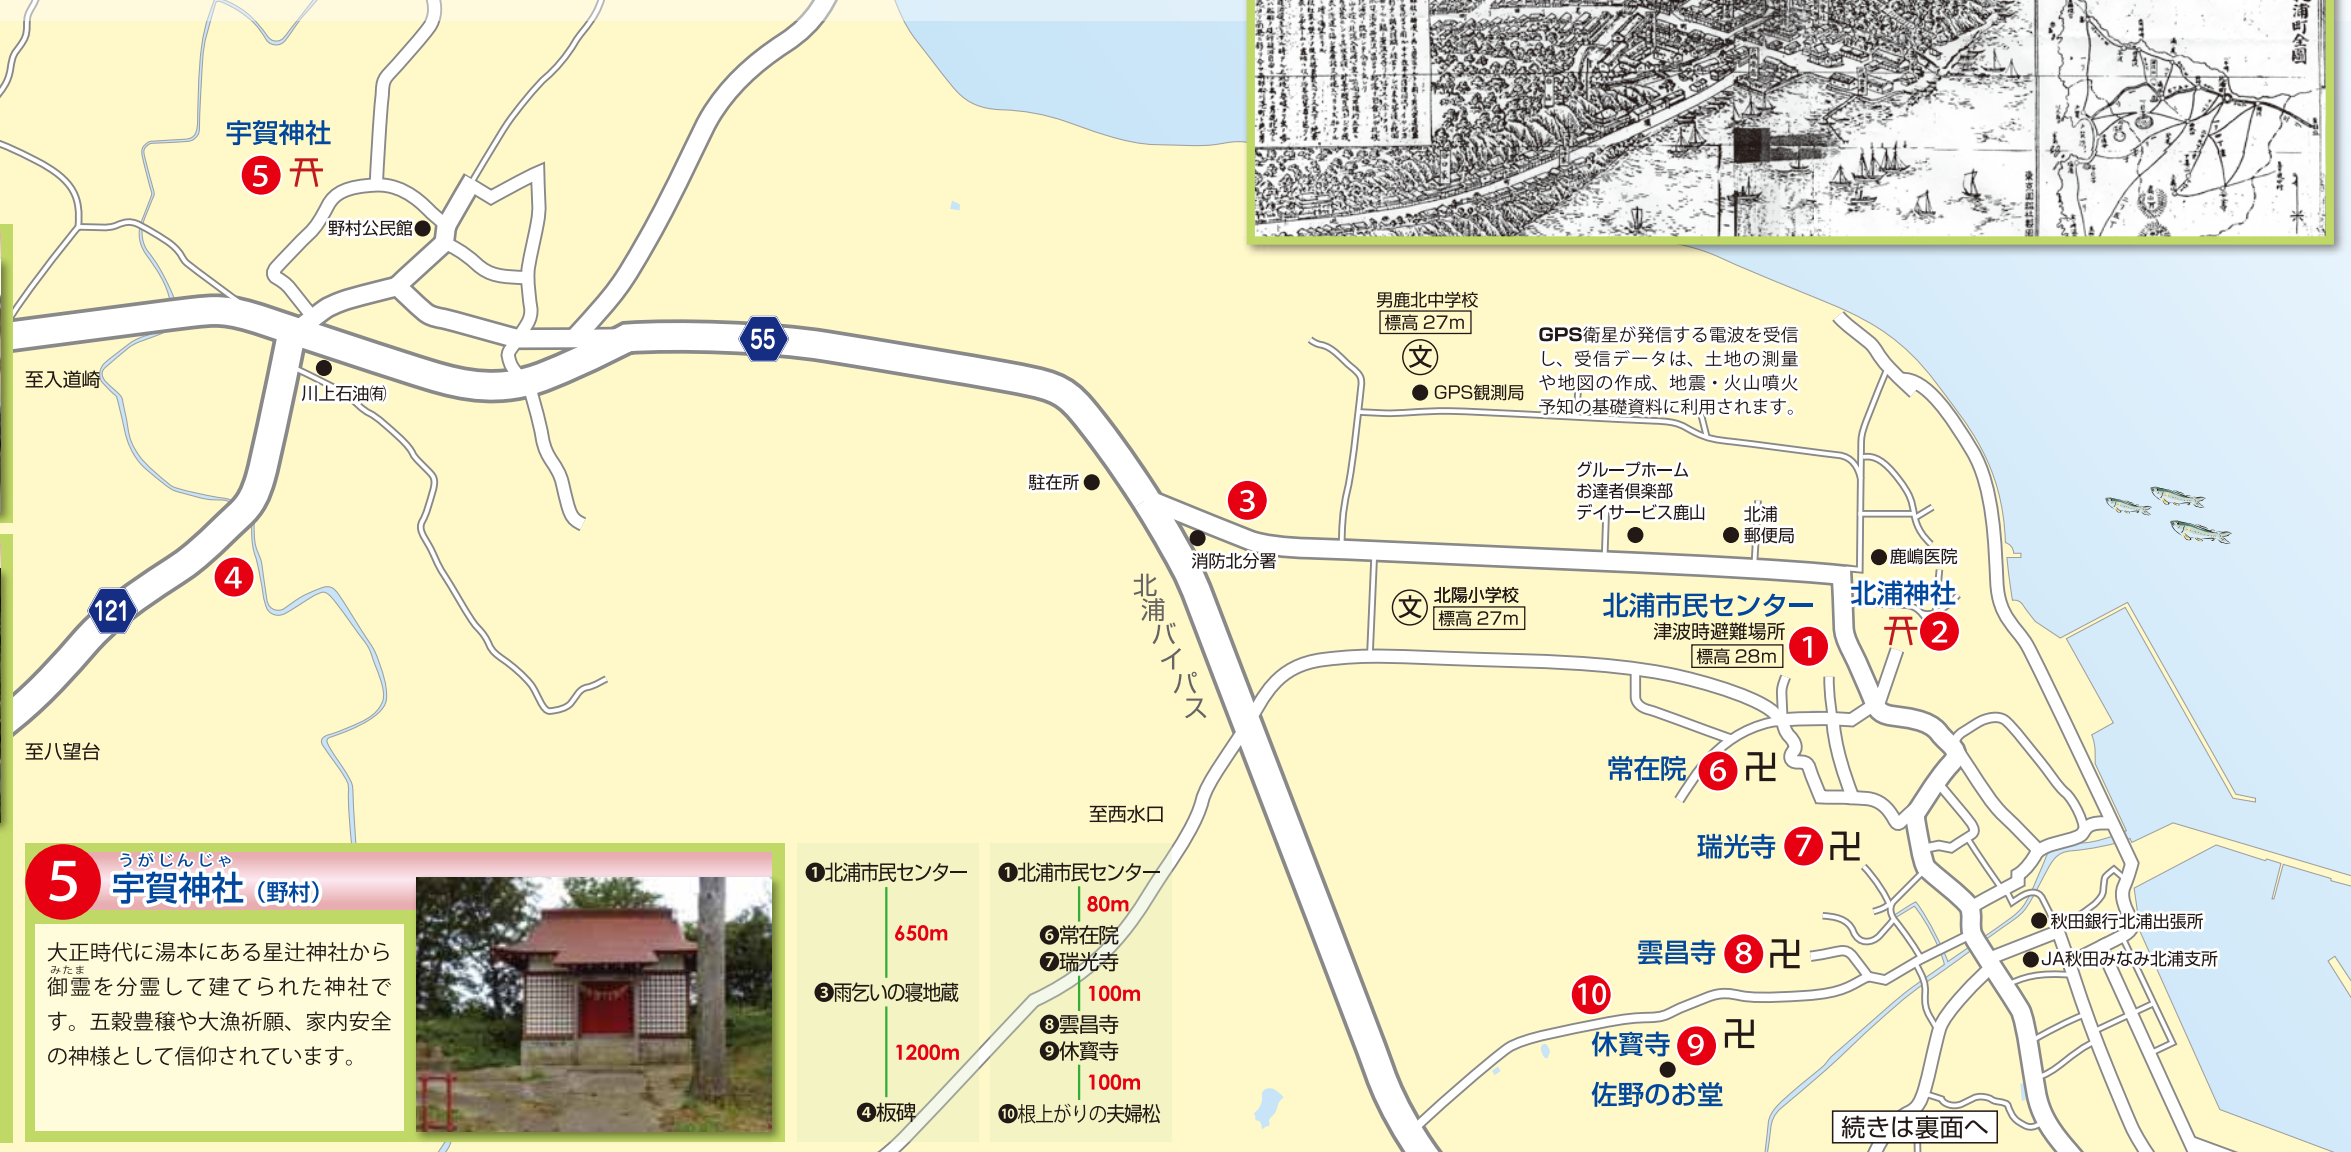 浦町全圖
宇賀神社
5
野村公民館
55
至入道崎
川上石油㈲
男鹿北中学校
標高 27m
文
GPS観測局
GPS衛星が発信する電波を受信
し、受信データは、土地の測量
や地図の作成、地震・火山噴火
予知の基礎資料に利用されます。
駐在所
3
消防北分署
グループホーム
お達者倶楽部
デイサービス鹿山
北浦
郵便局
鹿嶋医院
4
121
北浦バイパス
文
北陽小学校
標高 27m
北浦市民センター
津波時避難場所
標高 28m
1
北浦神社
2
至八望台
常在院
6
至西水口
瑞光寺
7
雲昌寺
8
秋田銀行北浦出張所
JA秋田みなみ北浦支所
10
休寳寺
9
佐野のお堂
続きは裏面へ
5
うがじんじゃ
宇賀神社（野村）
大正時代に湯本にある星辻神社から
みたま
御霊を分霊して建てられた神社で
す。五穀豊穣や大漁祈願、家内安全
の神様として信仰されています。
❶北浦市民センター
650m
❸雨乞いの寝地蔵
1200m
❹板碑
❶北浦市民センター
80m
❻常在院
❼瑞光寺
100m
❽雲昌寺
❾休寳寺
100m
❿根上がりの夫婦松